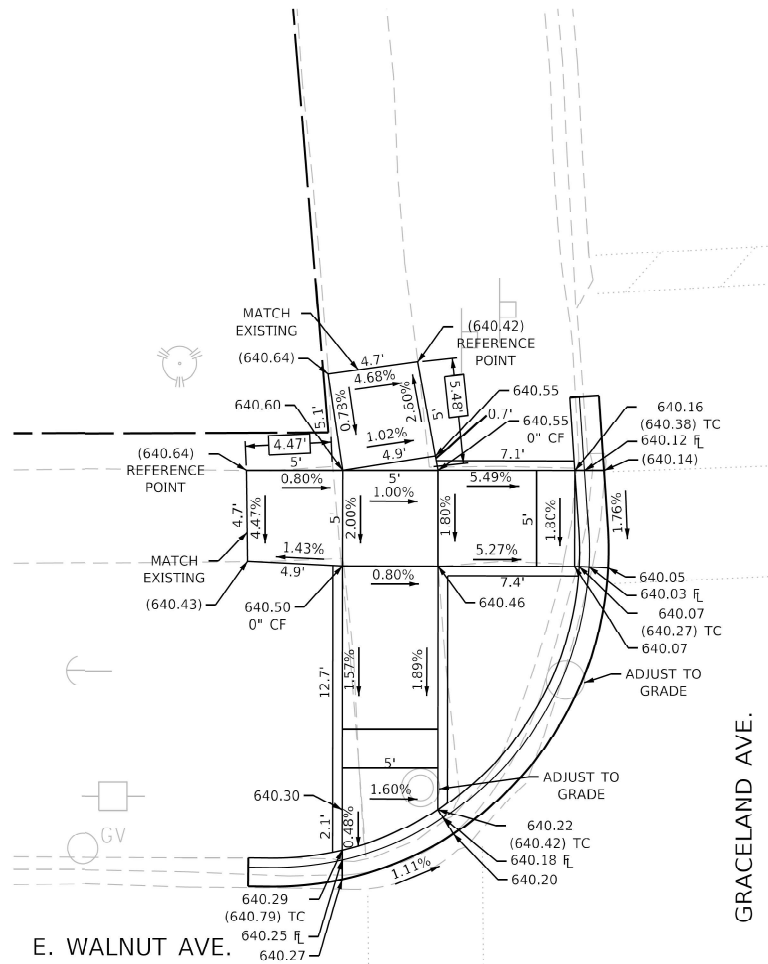 MATCH
EXISTING
(640.64)
640.60
(640.42)
REFERENCE
POINT
4.7'
4.68%
0.73%
2.60%
5.1'
5'
5.48'
1.02%
4.9'
0.7'
640.55
640.55
0" CF
640.16
(640.38) TC
640.12 FL
(640.14)
(640.64)
REFERENCE
POINT
4.47'
5'
0.80%
5'
1.00%
7.1'
5.49%
4.7'
4.47%
5'
2.00%
1.80%
5'
1.80%
1.76%
MATCH
EXISTING
(640.43)
1.43%
4.9'
5.27%
7.4'
640.50
0" CF
0.80%
640.46
640.05
640.03 FL
640.07
(640.27) TC
640.07
ADJUST TO
GRADE
12.7'
1.57%
1.89%
5'
1.60%
ADJUST TO
GRADE
640.30
2.1'
0.48%
640.22
(640.42) TC
640.18 FL
640.20
1.11%
640.29
(640.79) TC
640.25 FL
640.27
GV
E. WALNUT AVE.
GRACELAND AVE.